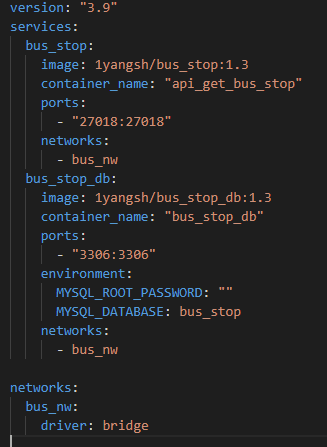 version: "3.9"
services:
  bus_stop:
    image: 1yangsh/bus_stop:1.3
    container_name: "api_get_bus_stop"
    ports:
      - "27018:27018"
    networks:
      - bus_nw
  bus_stop_db:
    image: 1yangsh/bus_stop_db:1.3
    container_name: "bus_stop_db"
    ports:
      - "3306:3306"
    environment:
      MYSQL_ROOT_PASSWORD: ""
      MYSQL_DATABASE: bus_stop
    networks:
      - bus_nw

networks:
  bus_nw:
    driver: bridge